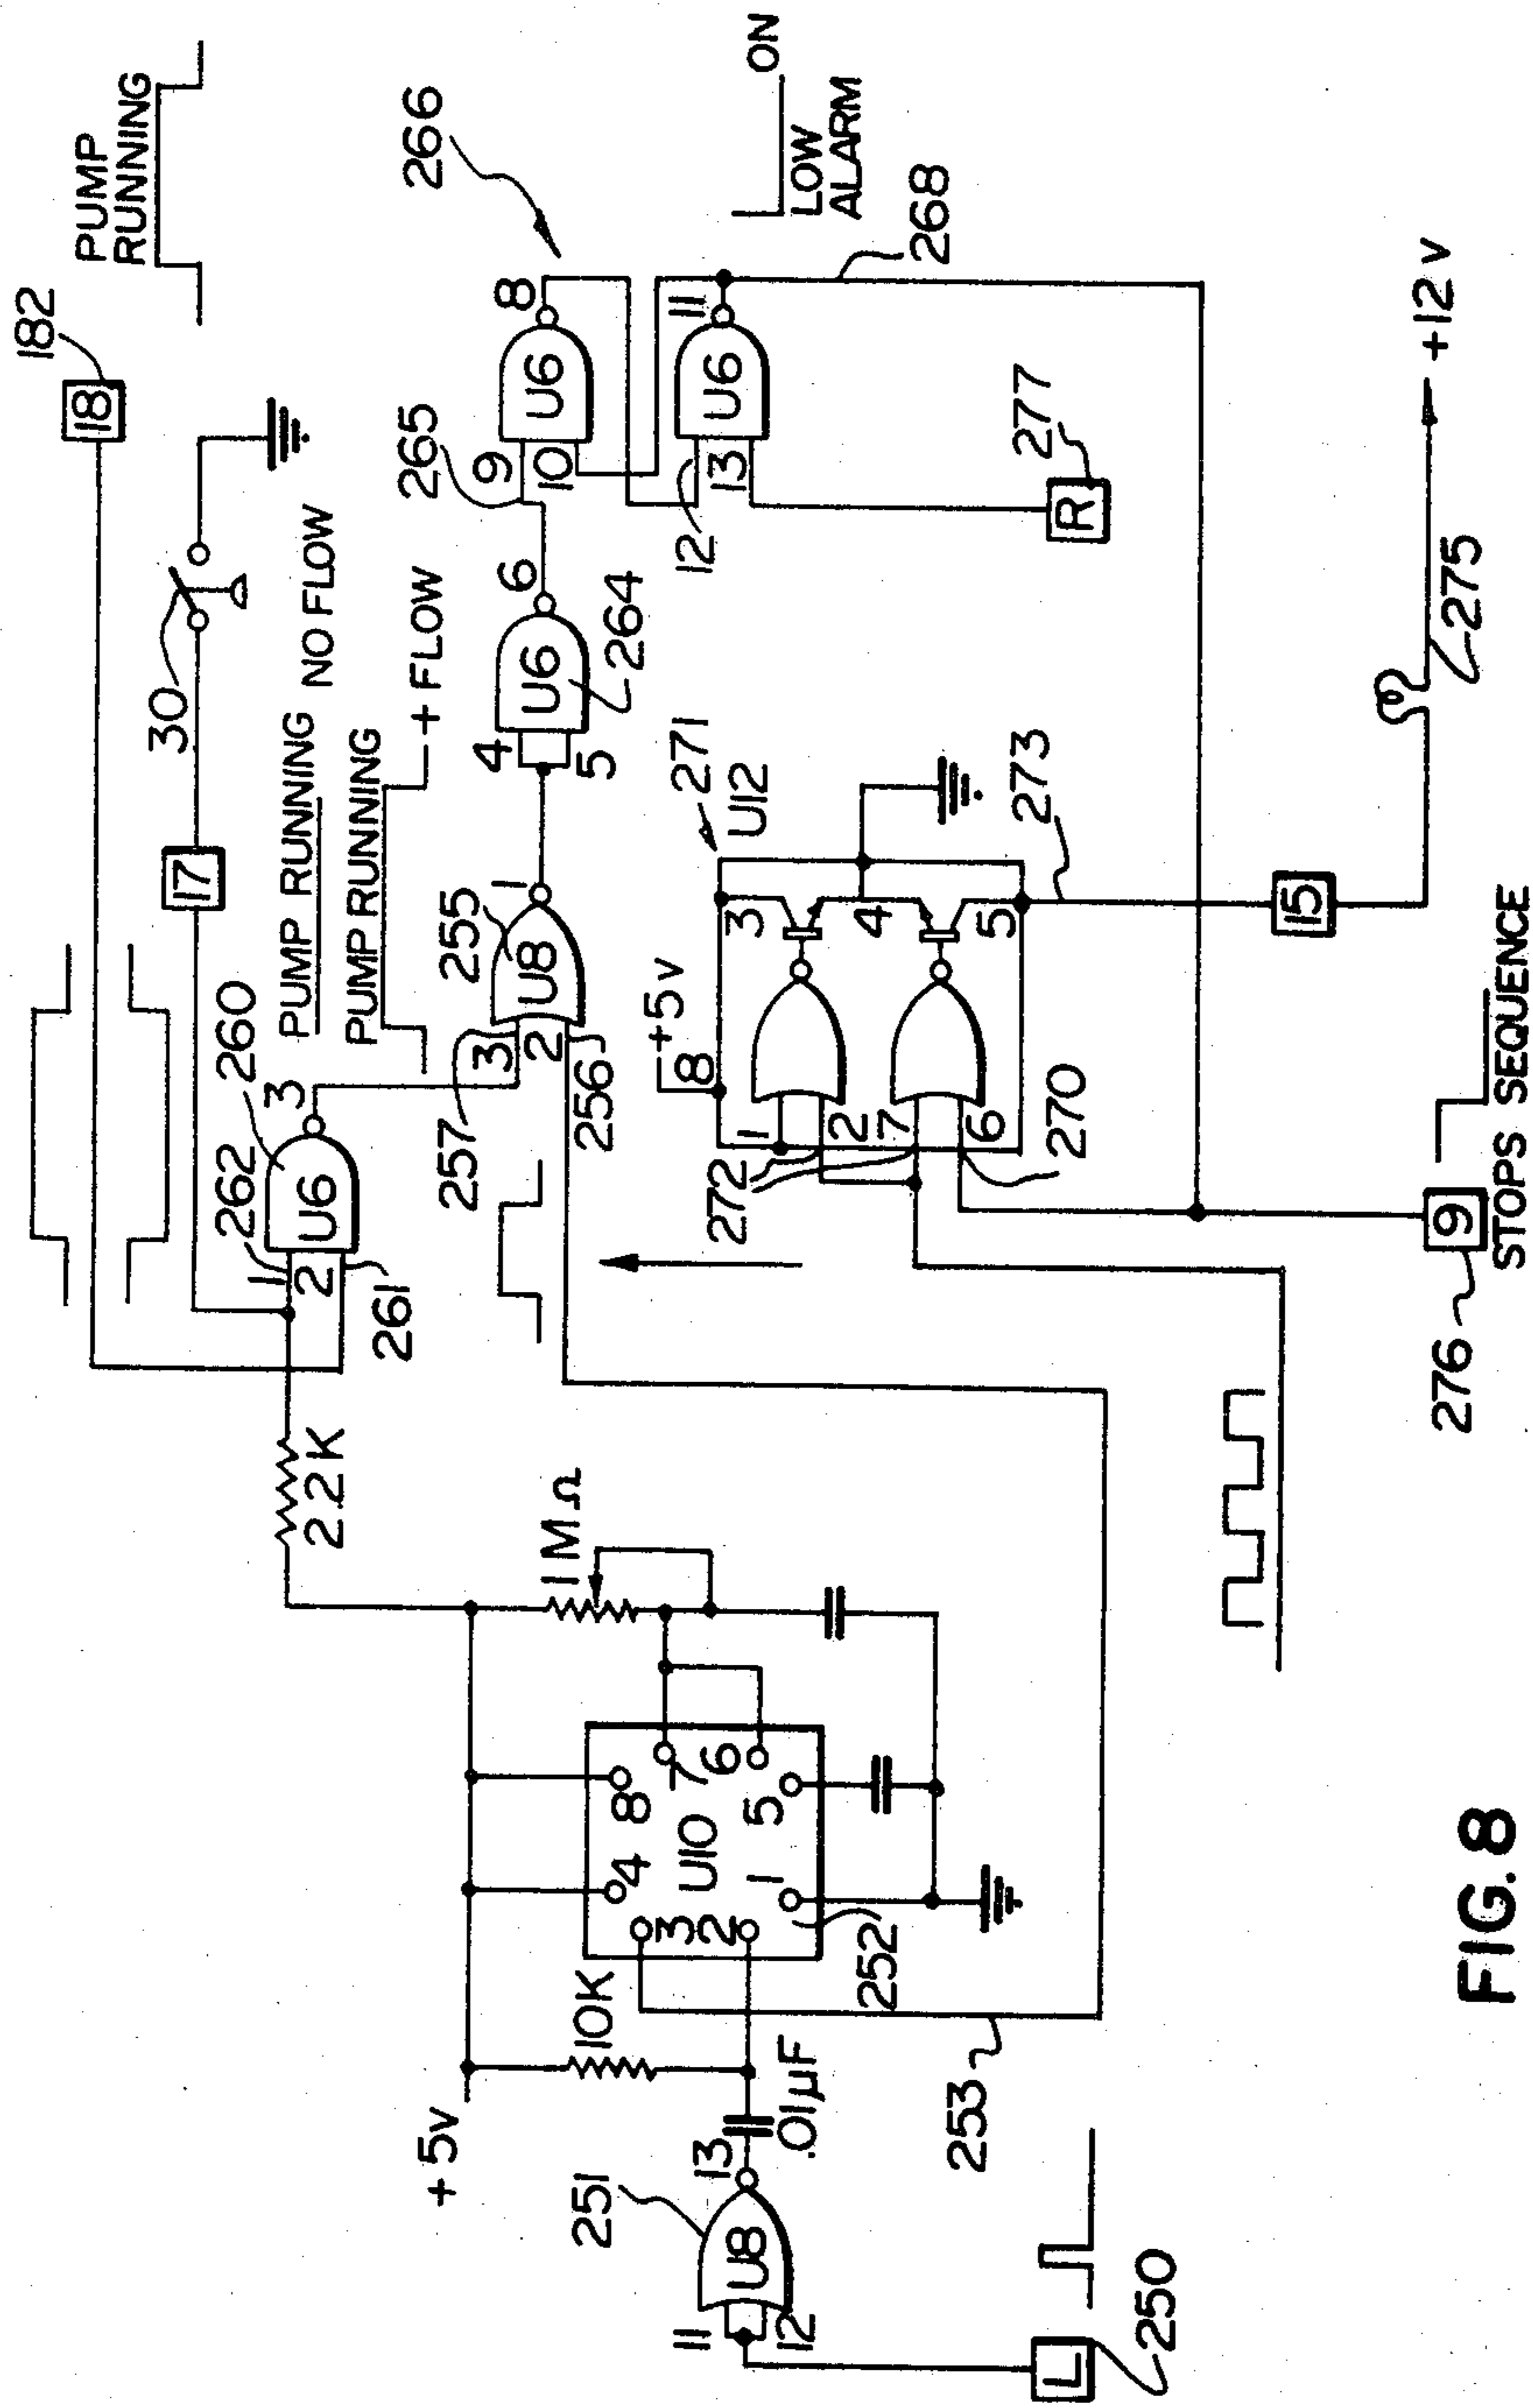 182
18
PUMP
RUNNING
30
17
PUMP RUNNING NO FLOW
PUMP RUNNING + FLOW
260
262
1
2
U6
3
261
2.2K
257
3
2
256
255
U8
1
4
5
U6
6
264
265
9
10
U6
8
266
12
13
U6
11
277
R
LOW
ALARM
ON
268
+5v
10K
1MΩ
4
8
3
2
U10
7
6
5
1
252
251
11
12
U8
13
.01µF
253
L
250
+5v
8
271
U12
3
4
5
1
2
7
6
272
270
273
15
275
+12 v
276
9
STOPS SEQUENCE
FIG. 8